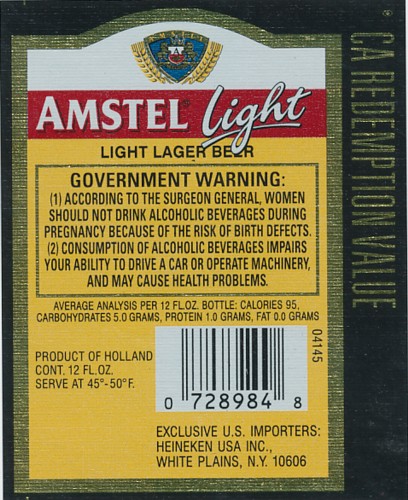 AMSTEL® Light
LIGHT LAGER BEER
GOVERNMENT WARNING:
(1) ACCORDING TO THE SURGEON GENERAL, WOMEN
SHOULD NOT DRINK ALCOHOLIC BEVERAGES DURING
PREGNANCY BECAUSE OF THE RISK OF BIRTH DEFECTS.
(2) CONSUMPTION OF ALCOHOLIC BEVERAGES IMPAIRS
YOUR ABILITY TO DRIVE A CAR OR OPERATE MACHINERY,
AND MAY CAUSE HEALTH PROBLEMS.
AVERAGE ANALYSIS PER 12 FL.OZ. BOTTLE: CALORIES 95,
CARBOHYDRATES 5.0 GRAMS, PROTEIN 1.0 GRAMS, FAT 0.0 GRAMS
PRODUCT OF HOLLAND
CONT. 12 FL.OZ.
SERVE AT 45°-50°F.
0 728984 8
04145
EXCLUSIVE U.S. IMPORTERS:
HEINEKEN USA INC.,
WHITE PLAINS, N.Y. 10606
CA REDEMPTION VALUE